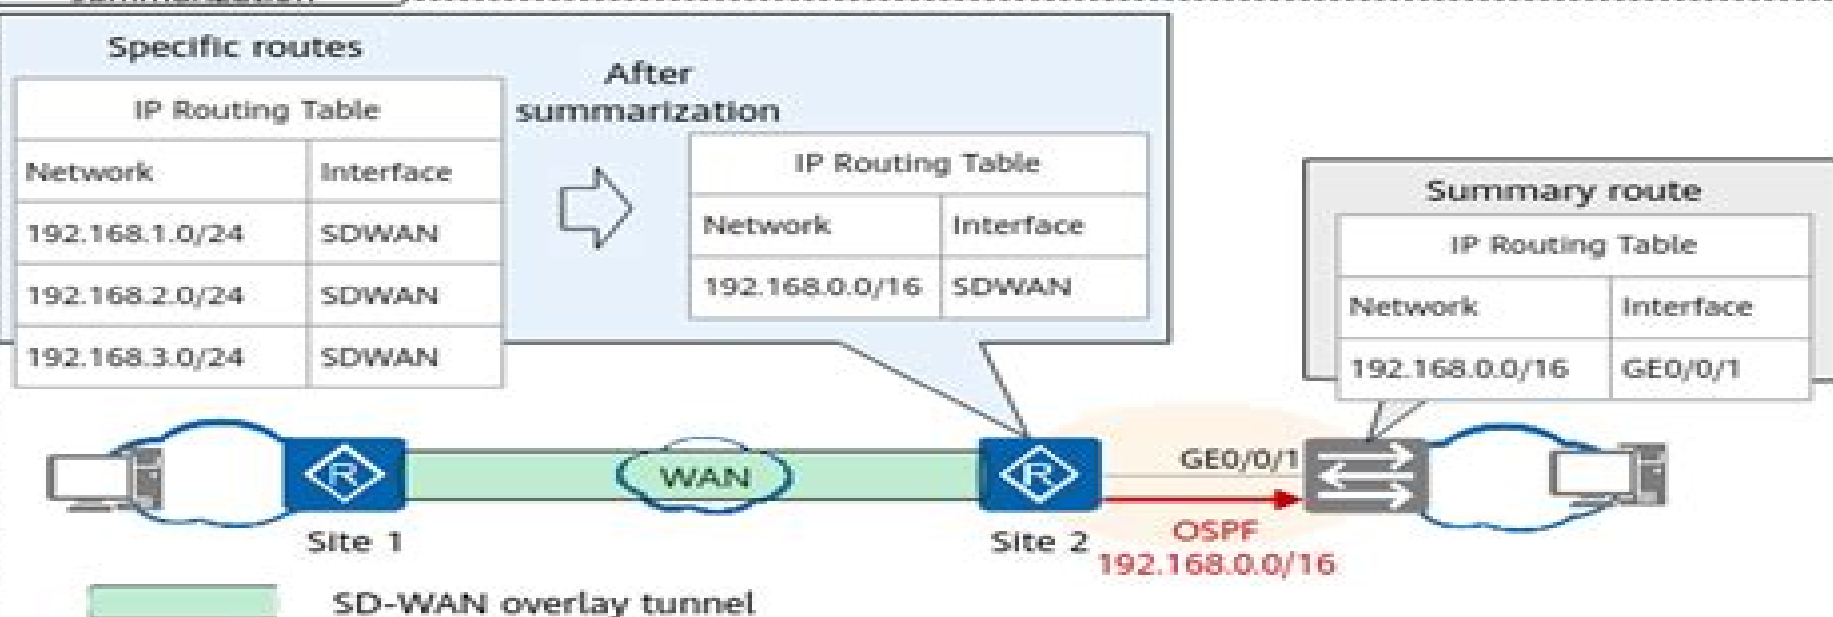 Specific routes
IP Routing Table
Network Interface
192.168.1.0/24 SDWAN
192.168.2.0/24 SDWAN
192.168.3.0/24 SDWAN
After
summarization
IP Routing Table
Network Interface
192.168.0.0/16 SDWAN
Summary route
IP Routing Table
Network Interface
192.168.0.0/16 GE0/0/1
R
WAN
R
GE0/0/1
Site 1
Site 2
OSPF
192.168.0.0/16
SD-WAN overlay tunnel